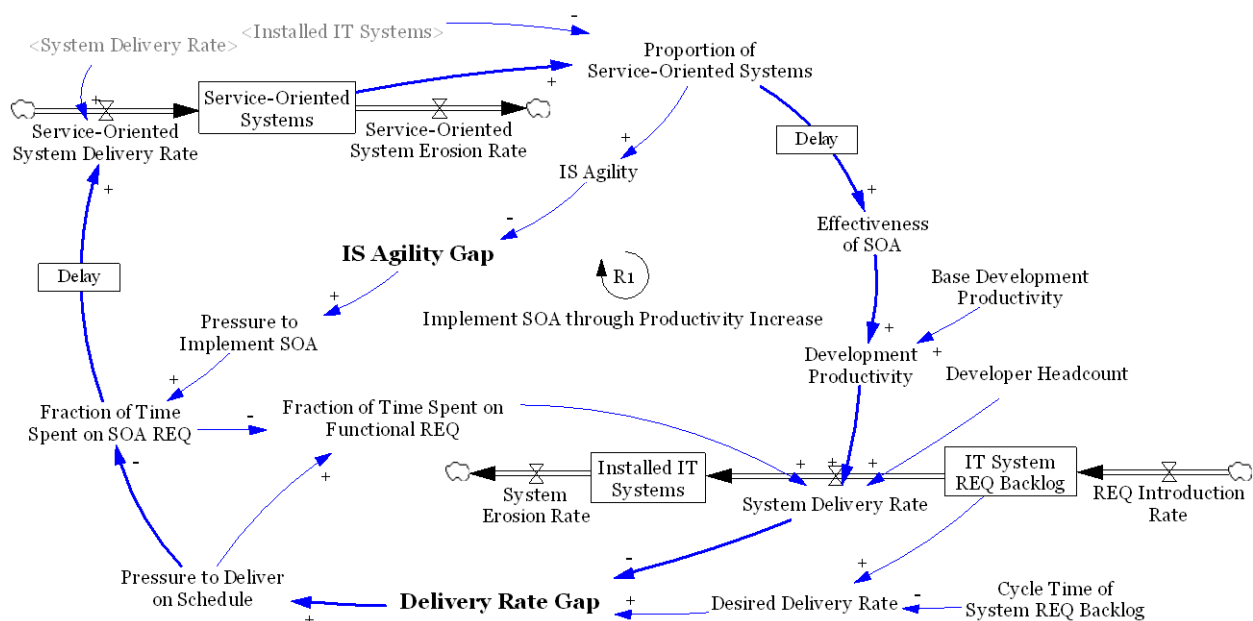 <Installed IT Systems>
-
<System Delivery Rate>
Proportion of
Service-Oriented Systems
+
+
Service-Oriented
Systems
Service-Oriented
System Delivery Rate
Service-Oriented
System Erosion Rate
+
Delay
IS Agility
+
+
-
Effectiveness
of SOA
IS Agility Gap
Delay
R1
Base Development
Productivity
+
Implement SOA through Productivity Increase
Pressure to
Implement SOA
+
+
Development
Productivity
Developer Headcount
+
Fraction of Time
Spent on SOA REQ
-
Fraction of Time Spent on
Functional REQ
-
+
Installed IT
Systems
+
+
+
IT System
REQ Backlog
System
Erosion Rate
System Delivery Rate
REQ Introduction
Rate
-
+
Pressure to Deliver
on Schedule
+
Delivery Rate Gap
+
Desired Delivery Rate
-
Cycle Time of
System REQ Backlog